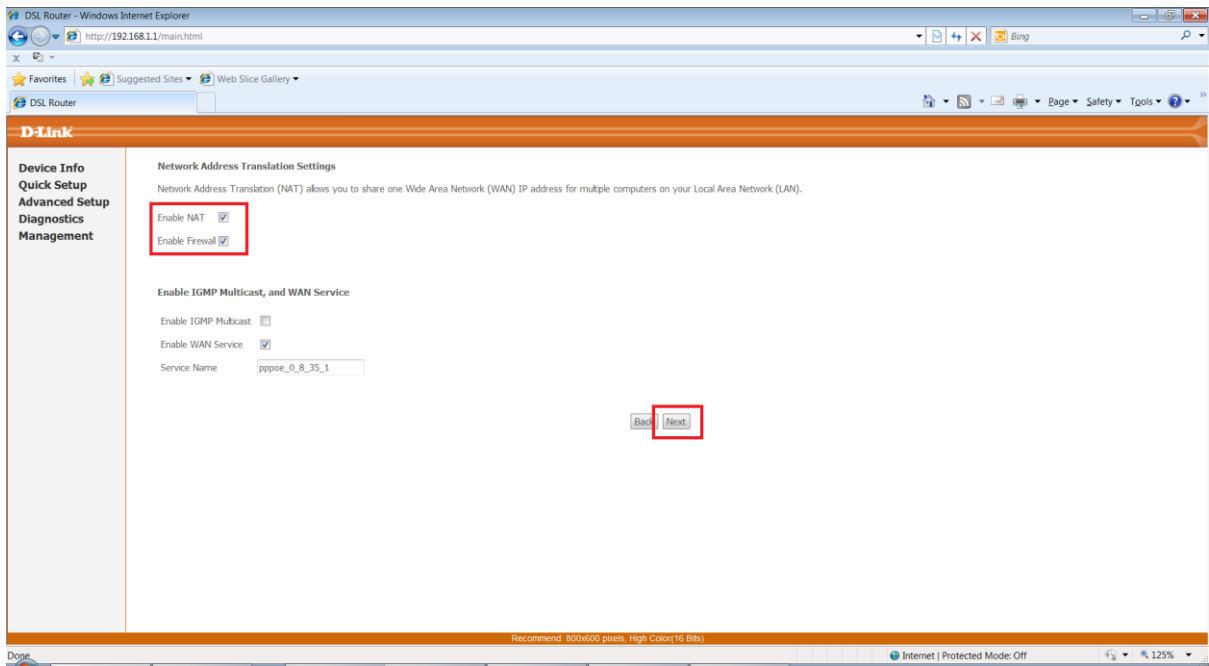 DSL Router - Windows Internet Explorer
http://192.168.1.1/main.html
Bing
x
Favorites Suggested Sites Web Slice Gallery
DSL Router
Page Safety Tools
D-Link
Device Info
Quick Setup
Advanced Setup
Diagnostics
Management
Network Address Translation Settings
Network Address Translation (NAT) allows you to share one Wide Area Network (WAN) IP address for multiple computers on your Local Area Network (LAN).
Enable NAT
Enable Firewall
Enable IGMP Multicast, and WAN Service
Enable IGMP Multicast
Enable WAN Service
Service Name pppoe_0_8_35_1
Back Next
Recommend: 800x600 pixels, High Color(16 Bits)
Done Internet | Protected Mode: Off 125%